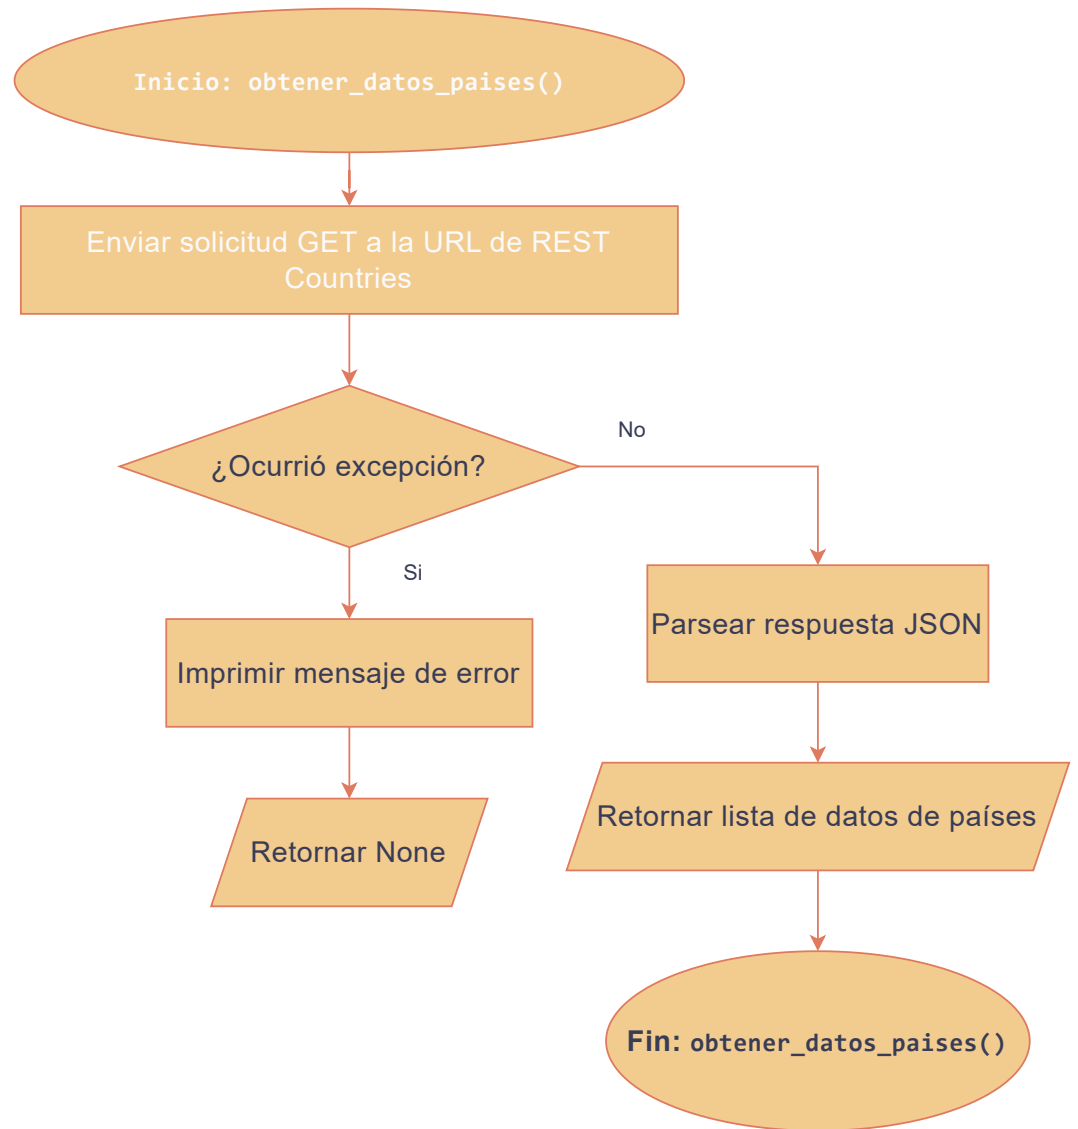 Inicio: obtener_datos_paises()
Enviar solicitud GET a la URL de REST
Countries
¿Ocurrió excepción?
No
Si
Parsear respuesta JSON
Imprimir mensaje de error
Retornar lista de datos de países
Retornar None
Fin: obtener_datos_paises()